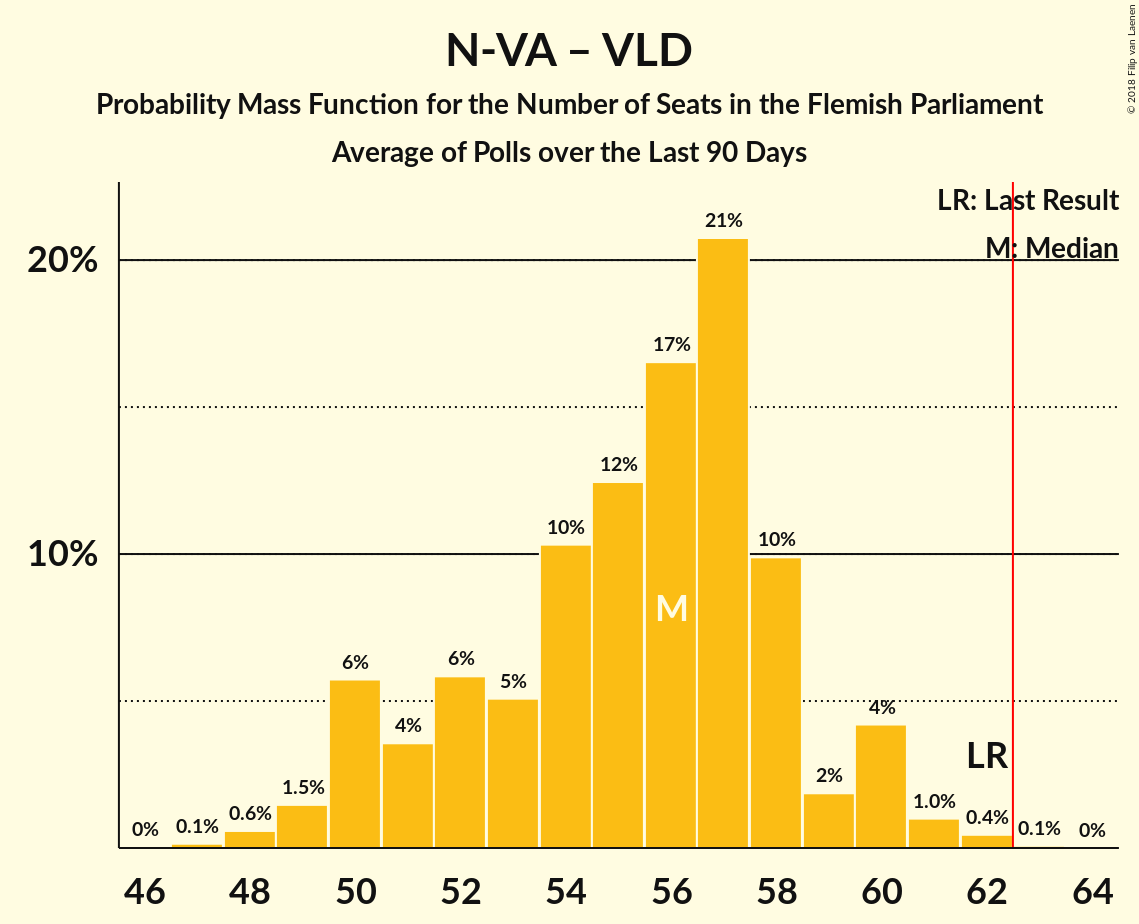 N-VA – VLD
Probability Mass Function for the Number of Seats in the Flemish Parliament
Average of Polls over the Last 90 Days
© 2018 Filip van Laenen
LR: Last Result
M: Median
20%
10%
0%
0.1%
0.6%
1.5%
6%
4%
6%
5%
10%
12%
17%
21%
10%
2%
4%
1.0%
0.4%
0.1%
0%
M
LR
46 48 50 52 54 56 58 60 62 64